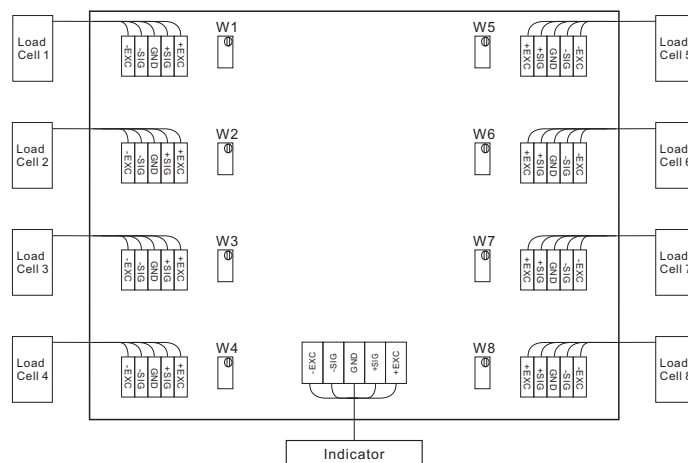 Load
Cell 1
-EXC
-SIG
GND
+SIG
+EXC
W1
W5
+EXC
+SIG
GND
-SIG
-EXC
Load
Cell 5
Load
Cell 2
-EXC
-SIG
GND
+SIG
+EXC
W2
W6
+EXC
+SIG
GND
-SIG
-EXC
Load
Cell 6
Load
Cell 3
-EXC
-SIG
GND
+SIG
+EXC
W3
W7
+EXC
+SIG
GND
-SIG
-EXC
Load
Cell 7
Load
Cell 4
-EXC
-SIG
GND
+SIG
+EXC
W4
-EXC
-SIG
GND
+SIG
+EXC
W8
+EXC
+SIG
GND
-SIG
-EXC
Load
Cell 8
Indicator